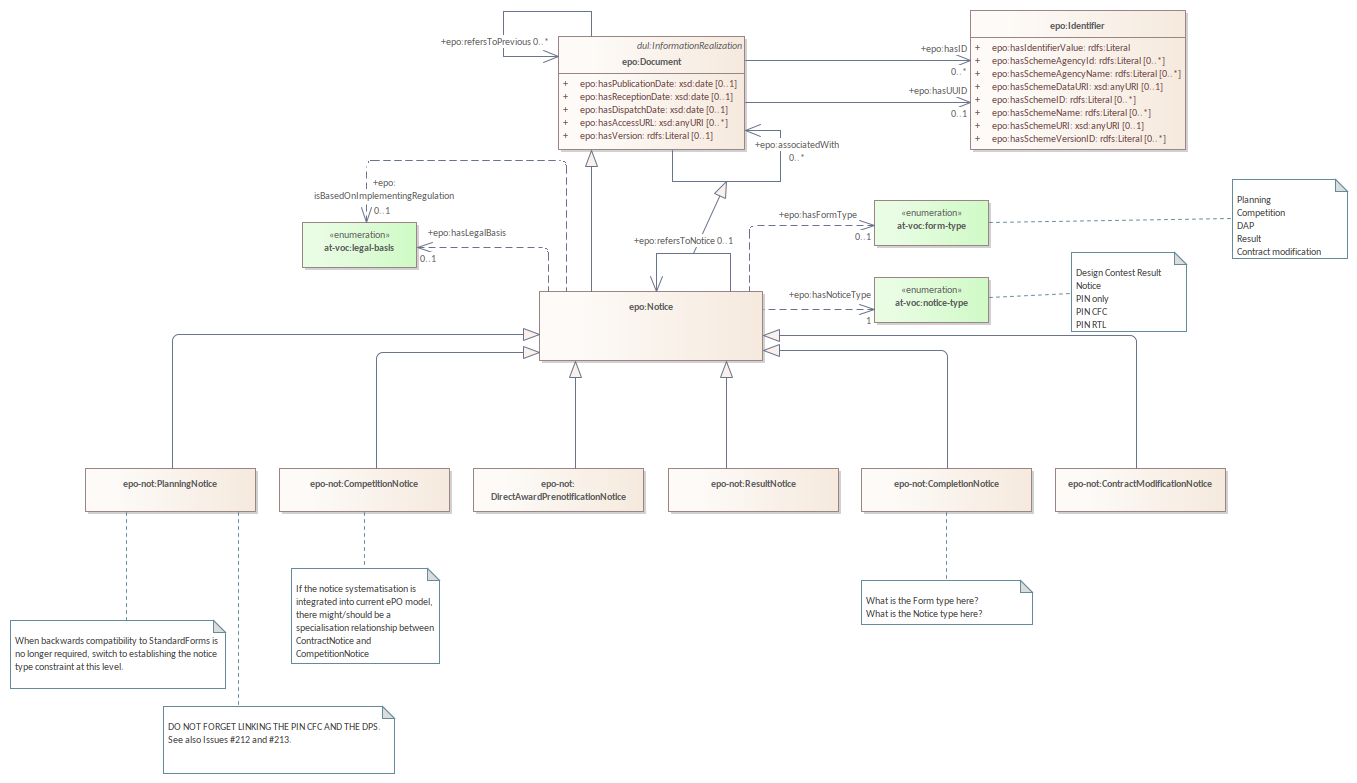 +epo:refersToPrevious 0..*
dul:InformationRealization
epo:Document
+ epo:hasPublicationDate: xsd:date [0..1]
+ epo:hasReceptionDate: xsd:date [0..1]
+ epo:hasDispatchDate: xsd:date [0..1]
+ epo:hasAccessURL: xsd:anyURI [0..*]
+ epo:hasVersion: rdfs:Literal [0..1]
+epo:hasID
0..*
+epo:hasUUID
0..1
epo:Identifier
+ epo:hasIdentifierValue: rdfs:Literal
+ epo:hasSchemeAgencyId: rdfs:Literal [0..*]
+ epo:hasSchemeAgencyName: rdfs:Literal [0..*]
+ epo:hasSchemeDataURI: xsd:anyURI [0..1]
+ epo:hasSchemeID: rdfs:Literal [0..*]
+ epo:hasSchemeName: rdfs:Literal [0..*]
+ epo:hasSchemeURI: xsd:anyURI [0..1]
+ epo:hasSchemeVersionID: rdfs:Literal [0..*]
+epo:associatedWith
0..*
+epo:
isBasedOnImplementingRegulation
0..1
«enumeration»
at-voc:legal-basis
+epo:hasLegalBasis
0..1
+epo:refersToNotice 0..1
+epo:hasFormType
0..1
«enumeration»
at-voc:form-type
Planning
Competition
DAP
Result
Contract modification
+epo:hasNoticeType
1
«enumeration»
at-voc:notice-type
Design Contest Result
Notice
PIN only
PIN CFC
PIN RTL
epo:Notice
epo-not:PlanningNotice
epo-not:CompetitionNotice
epo-not:
DirectAwardPrenotificationNotice
epo-not:ResultNotice
epo-not:CompletionNotice
epo-not:ContractModificationNotice
If the notice systematisation is
integrated into current ePO model,
there might/should be a
specialisation relationship between
ContractNotice and
CompetitionNotice
What is the Form type here?
What is the Notice type here?
When backwards compatibility to StandardForms is
no longer required, switch to establishing the notice
type constraint at this level.
DO NOT FORGET LINKING THE PIN CFC AND THE DPS.
See also Issues #212 and #213.